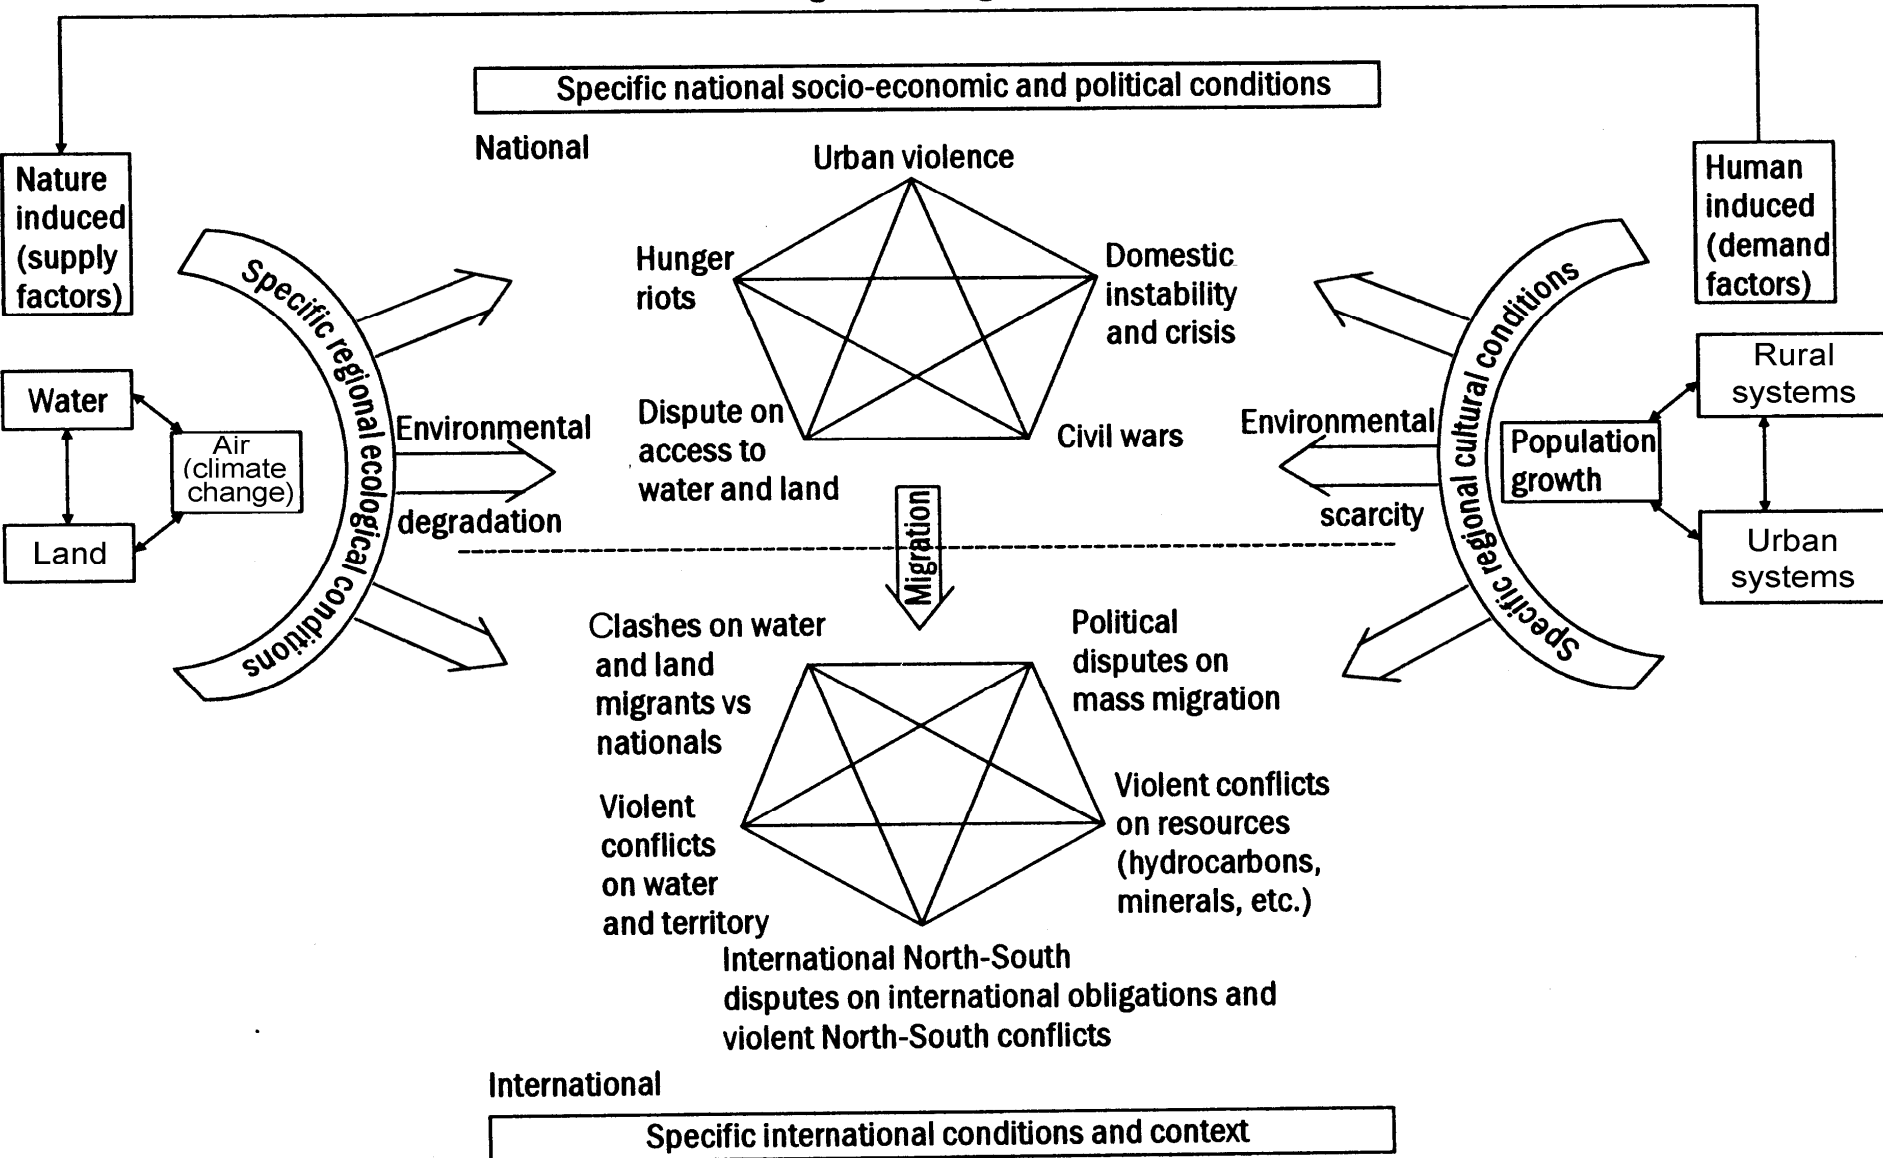 Specific national socio-economic and political conditions
National
Nature
induced
(supply
factors)
Water
Air
(climate
change)
Land
Specific regional ecological conditions
Environmental
degradation
Urban violence
Hunger
riots
Domestic
instability
and crisis
Dispute on
access to
water and land
Civil wars
Migration
Environmental
scarcity
Specific regional cultural conditions
Human
induced
(demand
factors)
Rural
systems
Population
growth
Urban
systems
Clashes on water
and land
migrants vs
nationals
Political
disputes on
mass migration
Violent
conflicts
on water
and territory
Violent conflicts
on resources
(hydrocarbons,
minerals, etc.)
International North-South
disputes on international obligations and
violent North-South conflicts
International
Specific international conditions and context